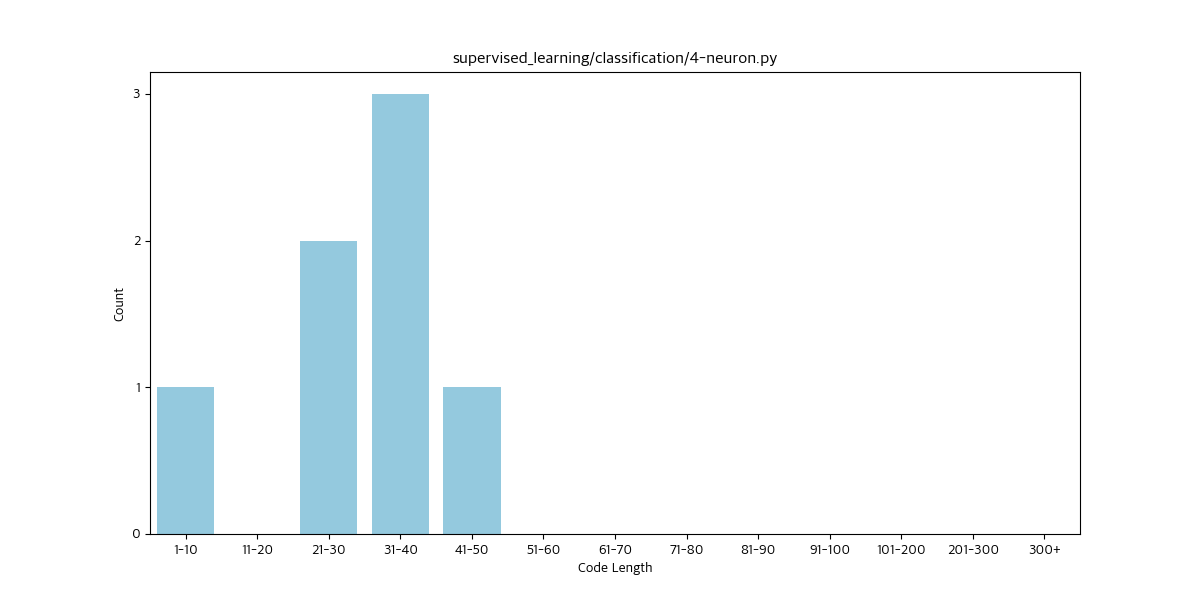 supervised_learning/classification/4-neuron.py
3
2
1
0
Count
1-10 11-20 21-30 31-40 41-50 51-60 61-70 71-80 81-90 91-100 101-200 201-300 300+
Code Length